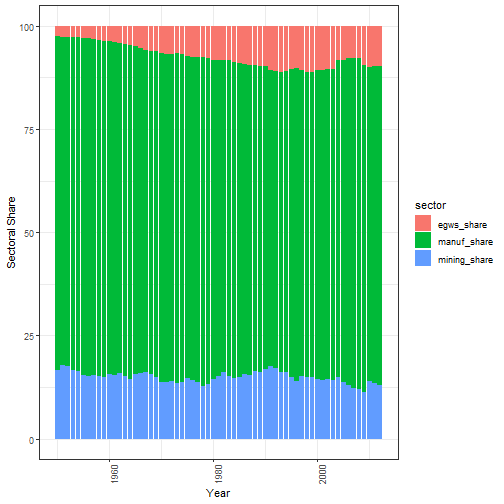 100
75
50
25
0
Sectoral Share
1960
1980
2000
Year
sector
egws_share
manuf_share
mining_share